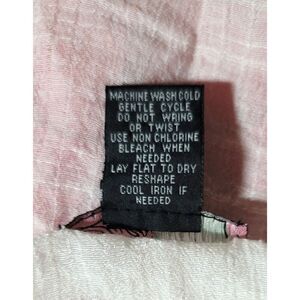 MACHINE WASH COLD
GENTLE CYCLE
DO NOT WRING
OR TWIST
USE NON CHLORINE
BLEACH WHEN
NEEDED
LAY FLAT TO DRY
RESHAPE
COOL IRON IF
NEEDED